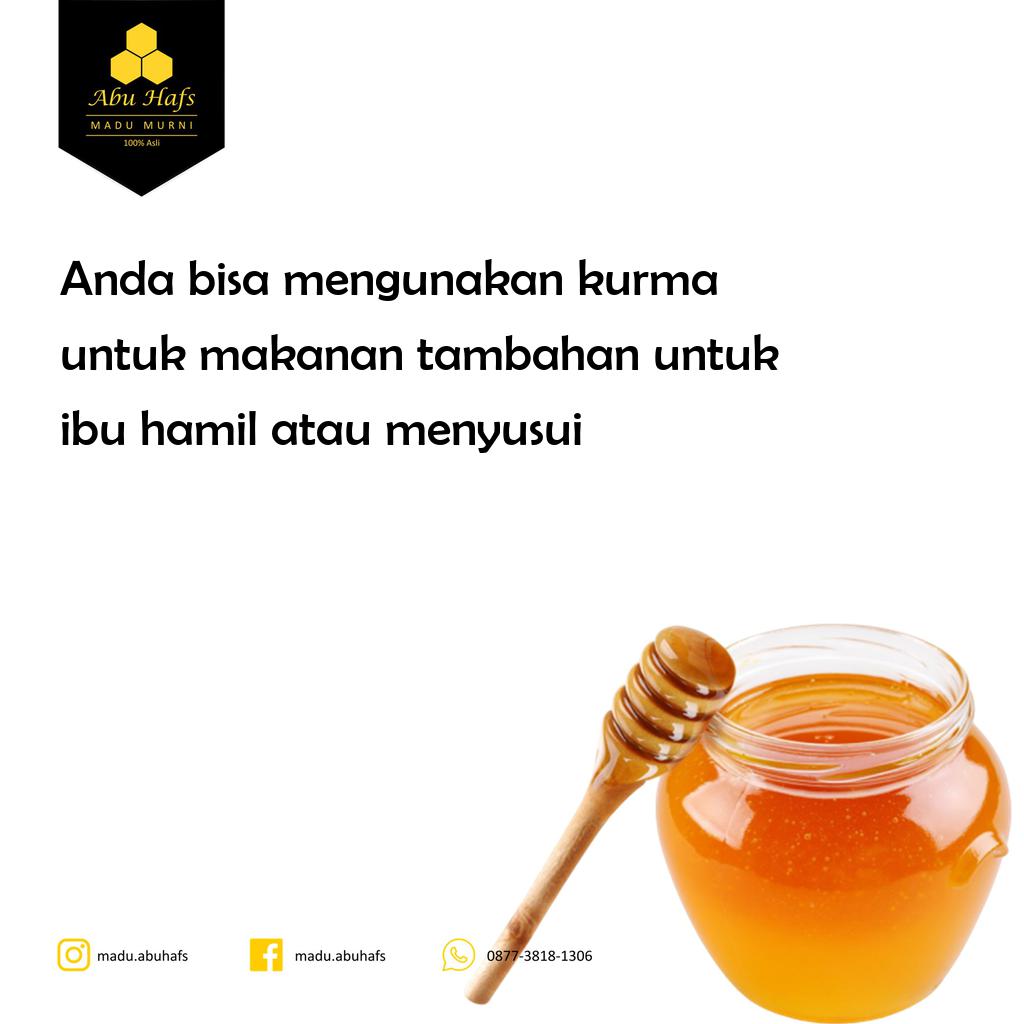 Abu Hafs
MADU MURNI
100% Asli
Anda bisa mengunakan kurma
untuk makanan tambahan untuk
ibu hamil atau menyusui
madu.abuhafs
madu.abuhafs
0877-3818-1306